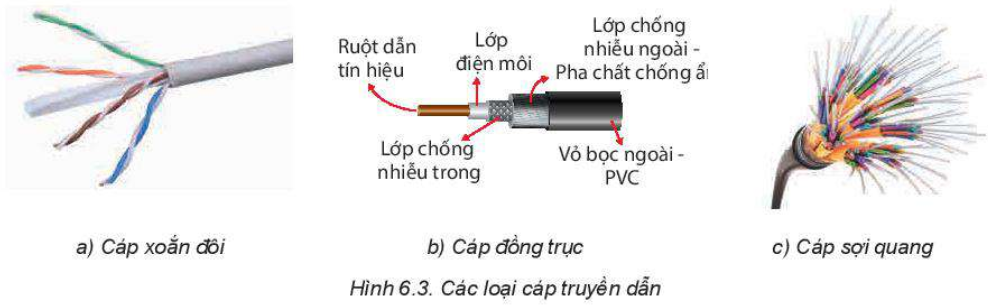 Ruột dẫn
tín hiệu
Lớp
điện môi
Lớp chống
nhiễu ngoài -
Pha chất chống ẩ
Lớp chống
nhiễu trong
Vỏ bọc ngoài -
PVC
a) Cáp xoắn đôi
b) Cáp đồng trục
c) Cáp sợi quang
Hình 6.3. Các loại cáp truyền dẫn